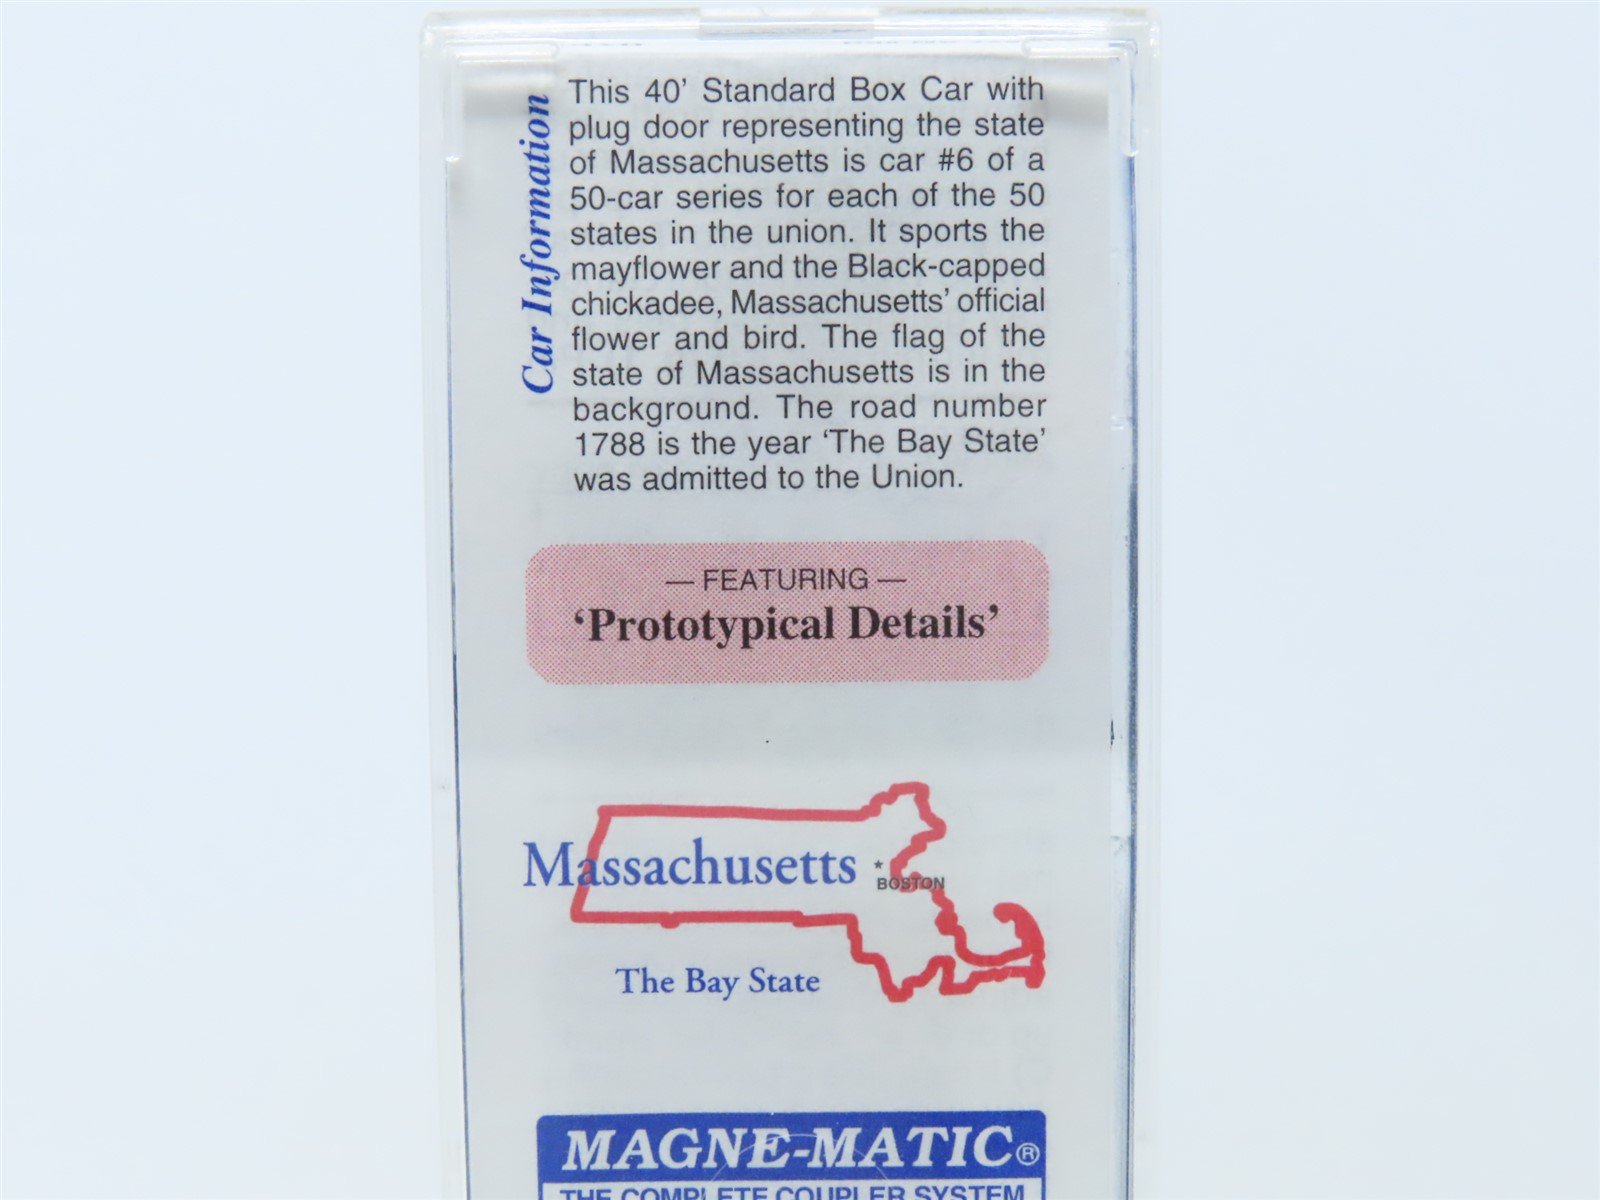 Car Information
This 40’ Standard Box Car with
plug door representing the state
of Massachusetts is car #6 of a
50-car series for each of the 50
states in the union. It sports the
mayflower and the Black-capped
chickadee, Massachusetts’ official
flower and bird. The flag of the
state of Massachusetts is in the
background. The road number
1788 is the year ‘The Bay State’
was admitted to the Union.
— FEATURING —
‘Prototypical Details’
Massachusetts
BOSTON
The Bay State
MAGNE-MATIC®
THE COMPLETE COUPLER SYSTEM